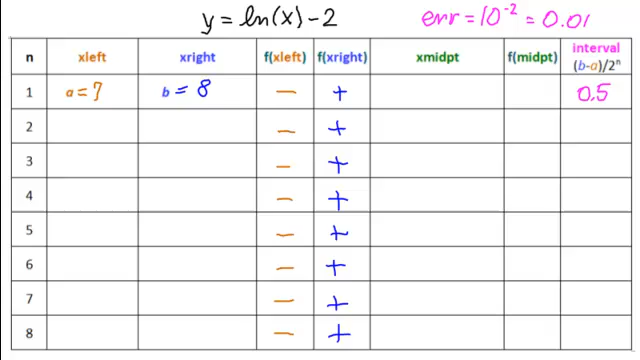 y = ln(x) - 2 err = 10⁻² = 0.01
n xleft xright f(xleft) f(xright) xmidpt f(midpt) interval (b-a)/2ⁿ
1 a = 7 b = 8 - + 0.5
2 - +
3 - +
4 - +
5 - +
6 - +
7 - +
8 - +